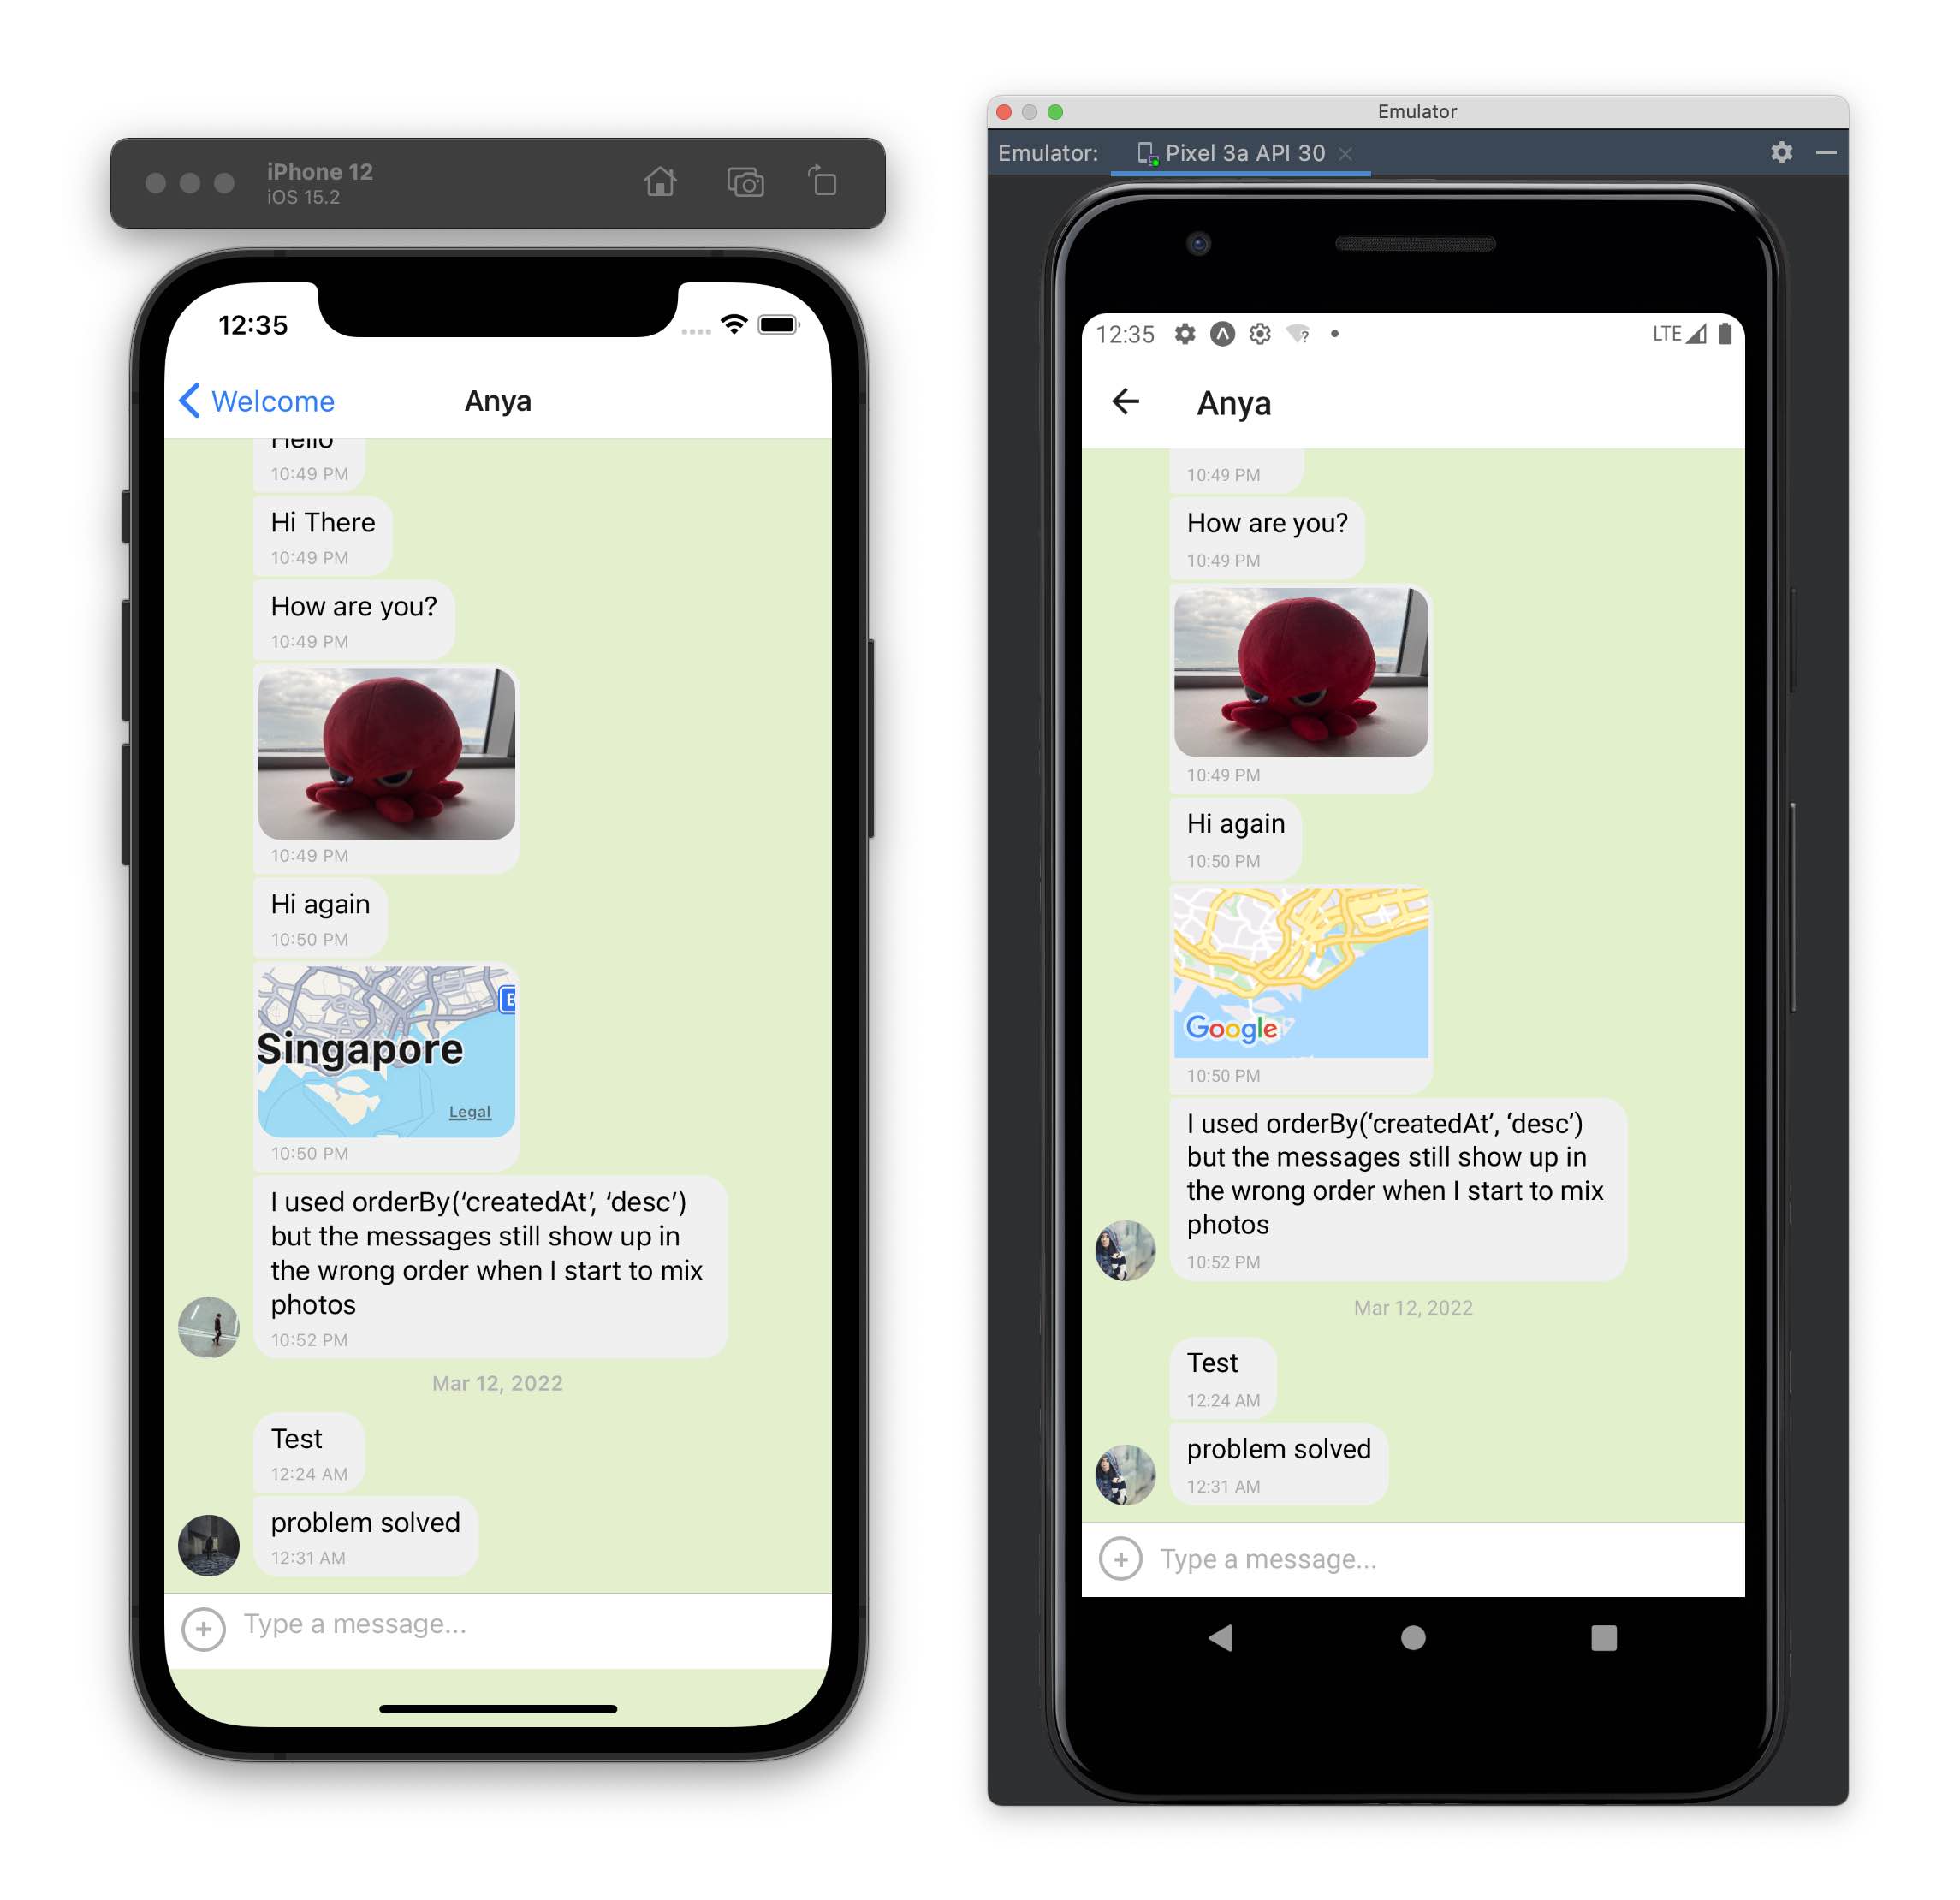 iPhone 12
iOS 15.2
12:35
Welcome
Anya
Hello
10:49 PM
Hi There
10:49 PM
How are you?
10:49 PM
10:49 PM
Hi again
10:50 PM
Singapore
Legal
10:50 PM
I used orderBy(‘createdAt’, ‘desc’)
but the messages still show up in
the wrong order when I start to mix
photos
10:52 PM
Mar 12, 2022
Test
12:24 AM
problem solved
12:31 AM
Type a message...
Emulator
Emulator:
Pixel 3a API 30
12:35
LTE
Anya
10:49 PM
How are you?
10:49 PM
10:49 PM
Hi again
10:50 PM
Google
10:50 PM
I used orderBy(‘createdAt’, ‘desc’)
but the messages still show up in
the wrong order when I start to mix
photos
10:52 PM
Mar 12, 2022
Test
12:24 AM
problem solved
12:31 AM
Type a message...